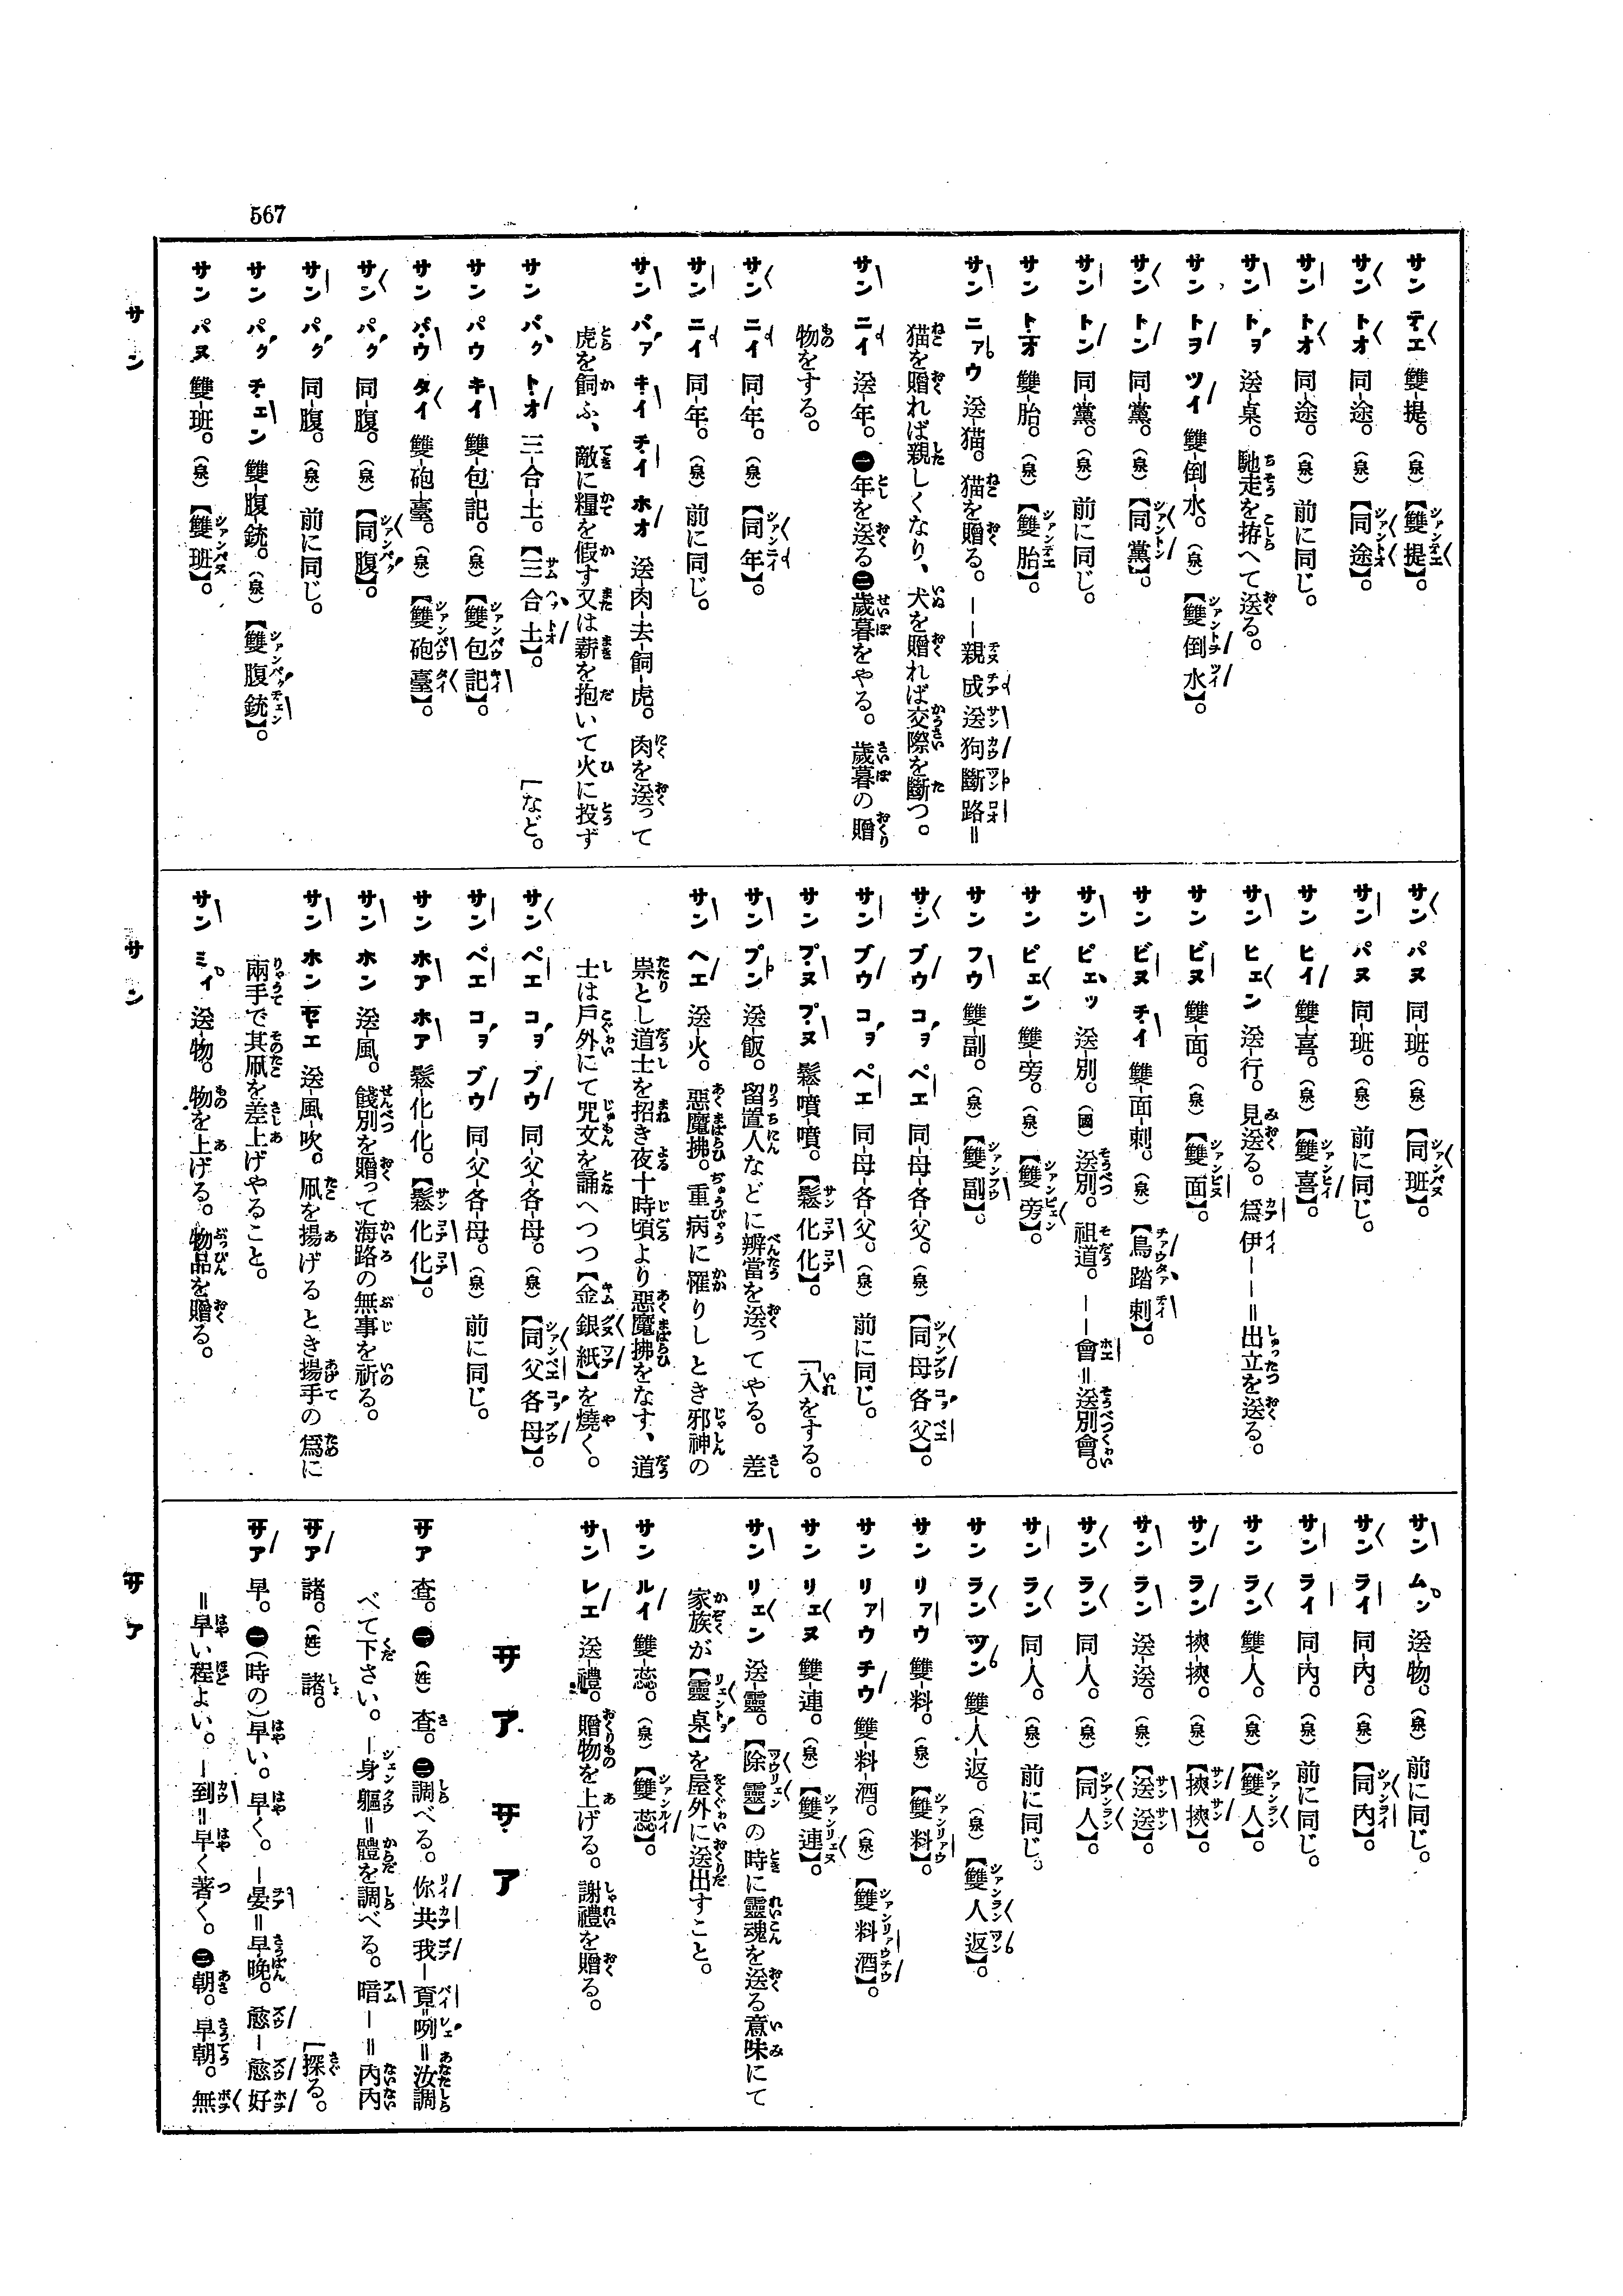 567
サン テエ 雙-提。（泉）【雙提】。
サン トオ 同-途。（泉）【同途】。
サン トオ 同-途。（泉）前に同じ。
サン トヲ 送-桌。馳走を拵へて送る。
サン トヲ ツイ 雙-倒-水。（泉）【雙倒水】。
サン トン 同-黨。（泉）【同黨】。
サン トン 同-黨。（泉）前に同じ。
サン トオ 雙-胎。（泉）【雙胎】。
サン ニァウ 送-猫。猫を贈る。——親成送狗斷路＝
猫を贈れば親しくなり、犬を贈れば交際を斷つ。
サン ニイ 送-年。㊀年を送る㊁歲暮をやる。歲暮の贈
物をする。
サン ニイ 同-年。（泉）【同年】。
サン ニイ 同-年。（泉）前に同じ。
サン バァ キイ チイ ホオ 送-肉-去-飼-虎。肉を送って
虎を飼ふ、敵に糧を假す又は薪を抱いて火に投ず
「など。
サン パク トオ 三-合-土。【三合土】。
サン パウ キイ 雙-包-記。（泉）【雙包記】。
サン パウ タイ 雙-砲-臺。（泉）【雙砲臺】。
サン パク 同-腹。（泉）【同腹】。
サン パク 同-腹。（泉）前に同じ。
サン パク チェン 雙-腹-銃。（泉）【雙腹銃】。
サン パヌ 雙-班。（泉）【雙班】。
サン パヌ 同-班。（泉）【同班】。
サン パヌ 同-班。（泉）前に同じ。
サン ヒイ 雙-喜。（泉）【雙喜】。
サン ヒェン 送-行。見送る。爲伊——＝出立を送る。
サン ビヌ 雙-面。（泉）【雙面】。
サン ビヌ チイ 雙-面-刺。（泉）【鳥踏刺】。
サン ピェッ 送-別。（國）送別。祖道。——會＝送別會。
サン ピェン 雙-旁。（泉）【雙旁】。
サン フウ 雙-副。（泉）【雙副】。
サン ブウ コヲ ペエ 同-母-各-父。（泉）【同母各父】。
サン ブウ コヲ ペエ 同-母-各-父。（泉）前に同じ。
サン プヌ プヌ 鬆-噴-噴。【鬆化化】。
「入をする。
サン プン 送-飯。留置人などに辨當を送ってやる。差
サン ヘエ 送-火。惡魔拂。重病に罹りしとき邪神の
祟とし道士を招き夜十時頃より惡魔拂をなす、道
士は戶外にて咒文を誦へつつ【金銀紙】を燒く。
サン ペエ コヲ ブウ 同-父-各-母。（泉）【同父各母】。
サン ペエ コヲ ブウ 同-父-各-母。（泉）前に同じ。
サン ホア ホア 鬆-化-化。【鬆化化】。
サン ホン 送-風。餞別を贈って海路の無事を祈る。
サン ホン セエ 送-風-吹。凧を揚げるとき揚手の爲に
兩手で其凧を差上げやること。
サン ミィ 送-物。物を上げる。物品を贈る。
サン ムン 送-物。（泉）前に同じ。
サン ライ 同-內。（泉）【同內】。
サン ライ 同-內。（泉）前に同じ。
サン ラン 雙-人。（泉）【雙人】。
サン ラン 㨪-㨪。（泉）
サン ラン 送-送。（泉）【送送】。
サン ラン 同-人。（泉）【同人】。
サン ラン 同-人。（泉）前に同じ。
サン ラン ツン 雙-人-返。（泉）【雙人返】。
サン リァウ 雙-料。（泉）【雙料】。
サン リァウ チウ 雙-料-酒。（泉）【雙料酒】。
サン リェヌ 雙-連。（泉）【雙連】。
サン リェン 送-靈。【除靈】の時に靈魂を送る意味にて
家族が【靈桌】を屋外に送出すこと。
サン ルイ 雙-蕊。（泉）【雙蕊】。
サン レエ 送-禮。贈物を上げる。謝禮を贈る。
サア サア
サア 査。㊀（姓）査。㊁調べる。你共我—覔咧＝汝調
べて下さい。—身軀＝體を調べる。暗—＝內內
「探る。
サア 諸。（姓）諸。
サア 早。㊀（時の）早い。早く。—晏＝早晚。愈—愈好
＝早い程よい。—到＝早く著く。㊁朝。早朝。無
サン
サン
サア